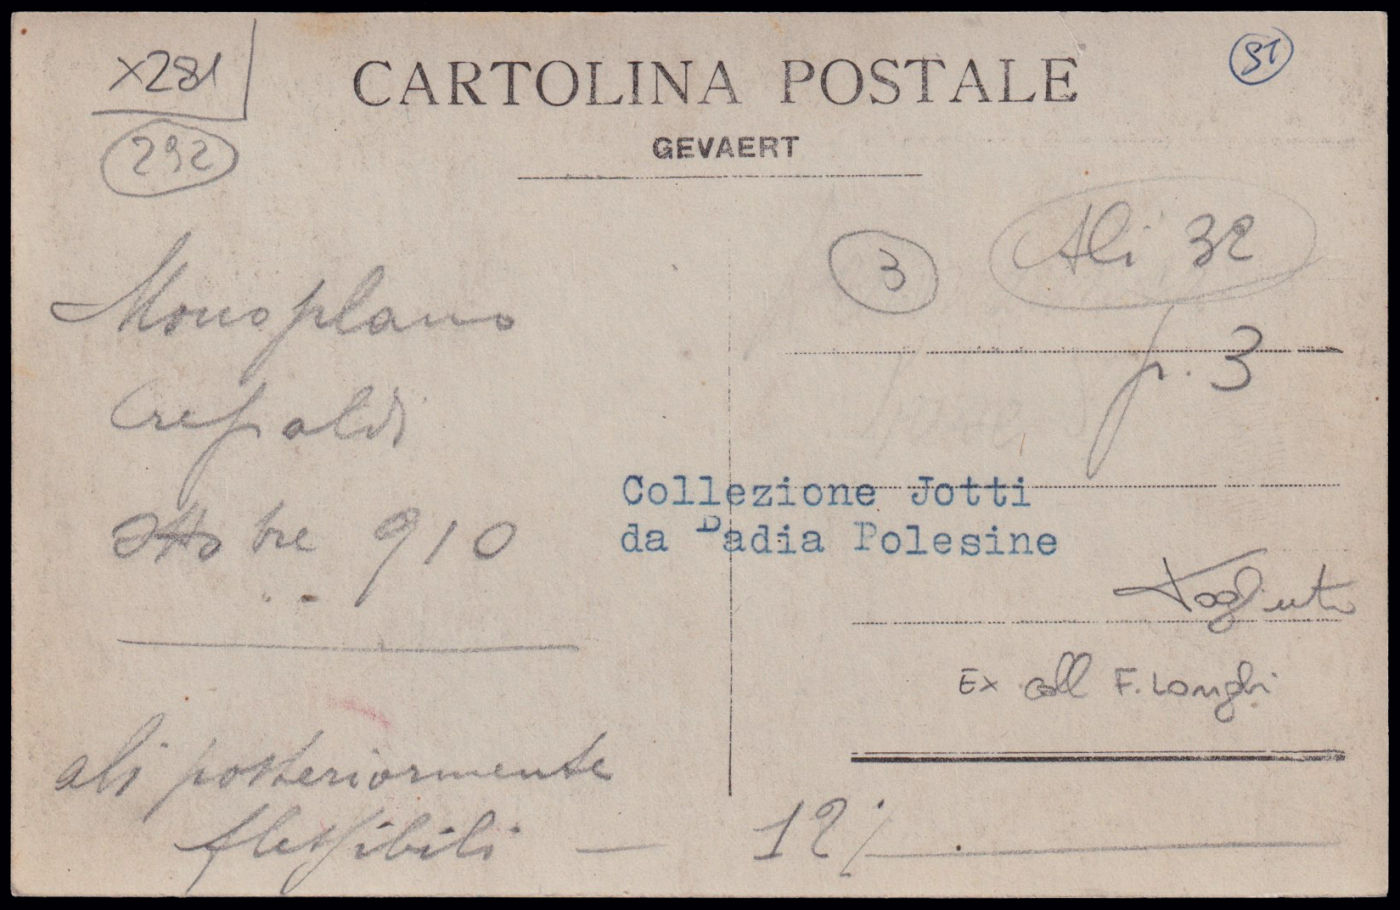 x281
CARTOLINA POSTALE
GEVAERT
91
292
3
Ali 32
p. 3
Monoplano
Crespaldi
ottobre 910
Collezione Jotti
da Badia Polesine
Ex coll F. Longhi
ali posteriormente
flessibili —
12